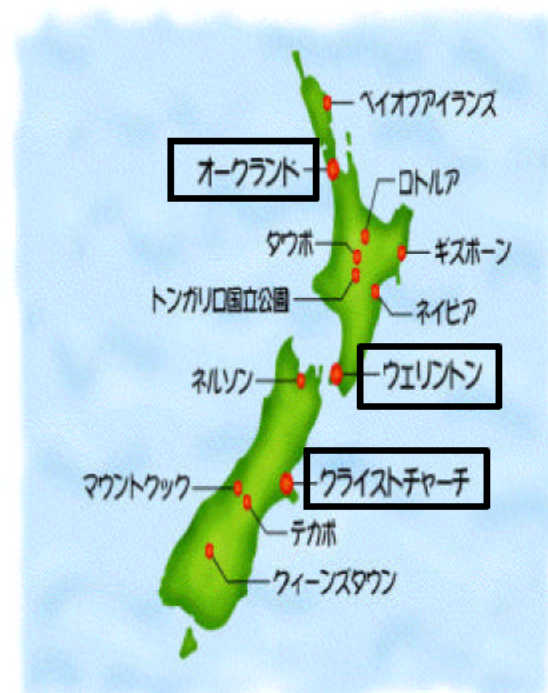 ベイオブアイランズ
オークランド
ロトルア
タウポ
ギズボーン
トンガリロ国立公園
ネイピア
ネルソン
ウェリントン
マウントクック
クライストチャーチ
テカポ
クィーンズタウン